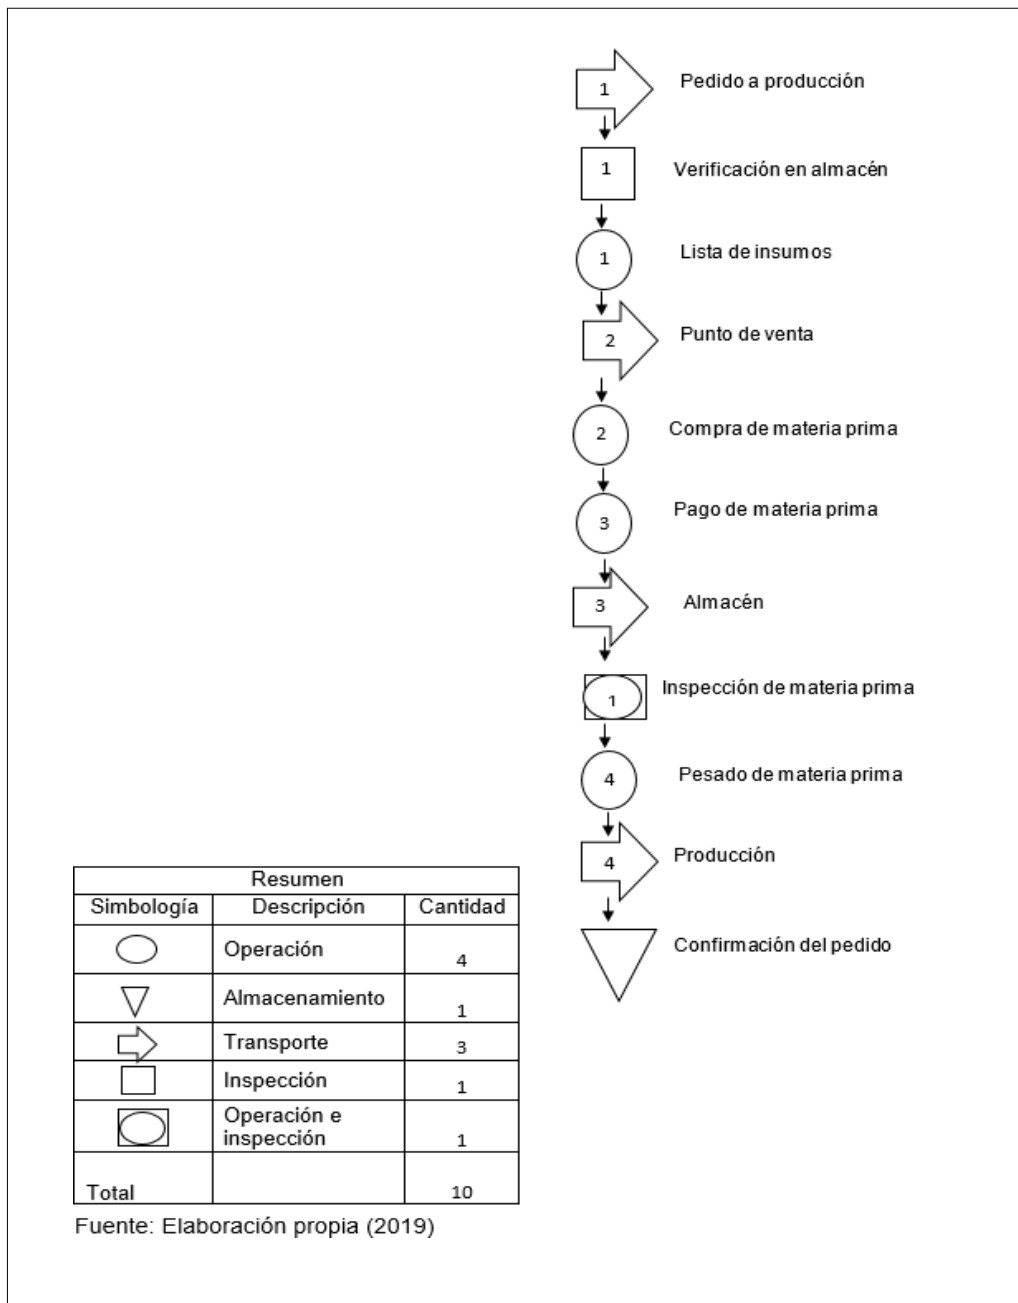 1 Pedido a producción
1 Verificación en almacén
1 Lista de insumos
2 Punto de venta
2 Compra de materia prima
3 Pago de materia prima
3 Almacén
1 Inspección de materia prima
4 Pesado de materia prima
4 Producción
Confirmación del pedido
Resumen
Simbología Descripción Cantidad
Operación 4
Almacenamiento 1
Transporte 3
Inspección 1
Operación e
inspección 1
Total 10
Fuente: Elaboración propia (2019)